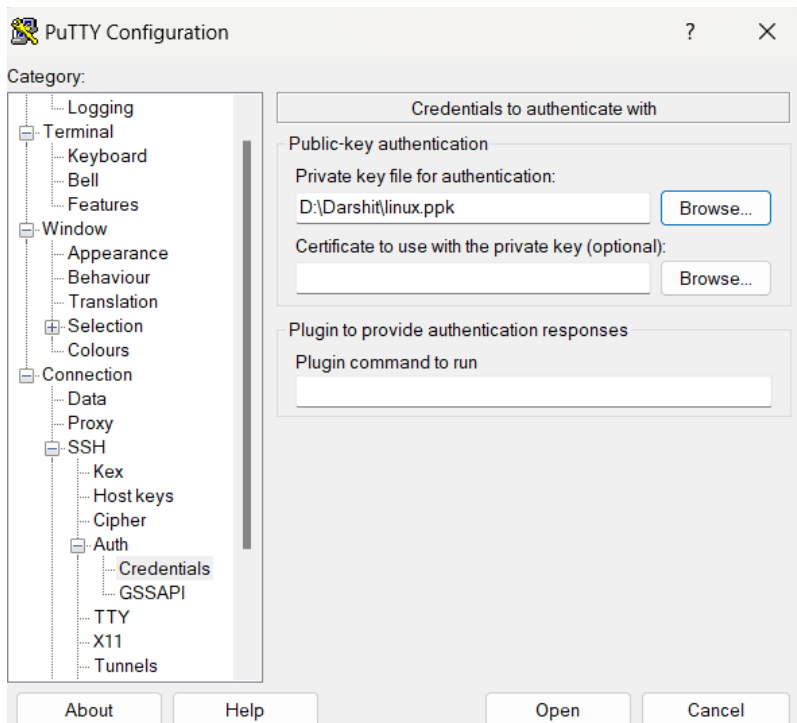 PuTTY Configuration
?
Category:
Logging
Terminal
Keyboard
Bell
Features
Window
Appearance
Behaviour
Translation
Selection
Colours
Connection
Data
Proxy
SSH
Kex
Host keys
Cipher
Auth
Credentials
GSSAPI
TTY
X11
Tunnels
Credentials to authenticate with
Public-key authentication
Private key file for authentication:
D:\Darshit\linux.ppk Browse...
Certificate to use with the private key (optional):
Browse...
Plugin to provide authentication responses
Plugin command to run
About Help Open Cancel